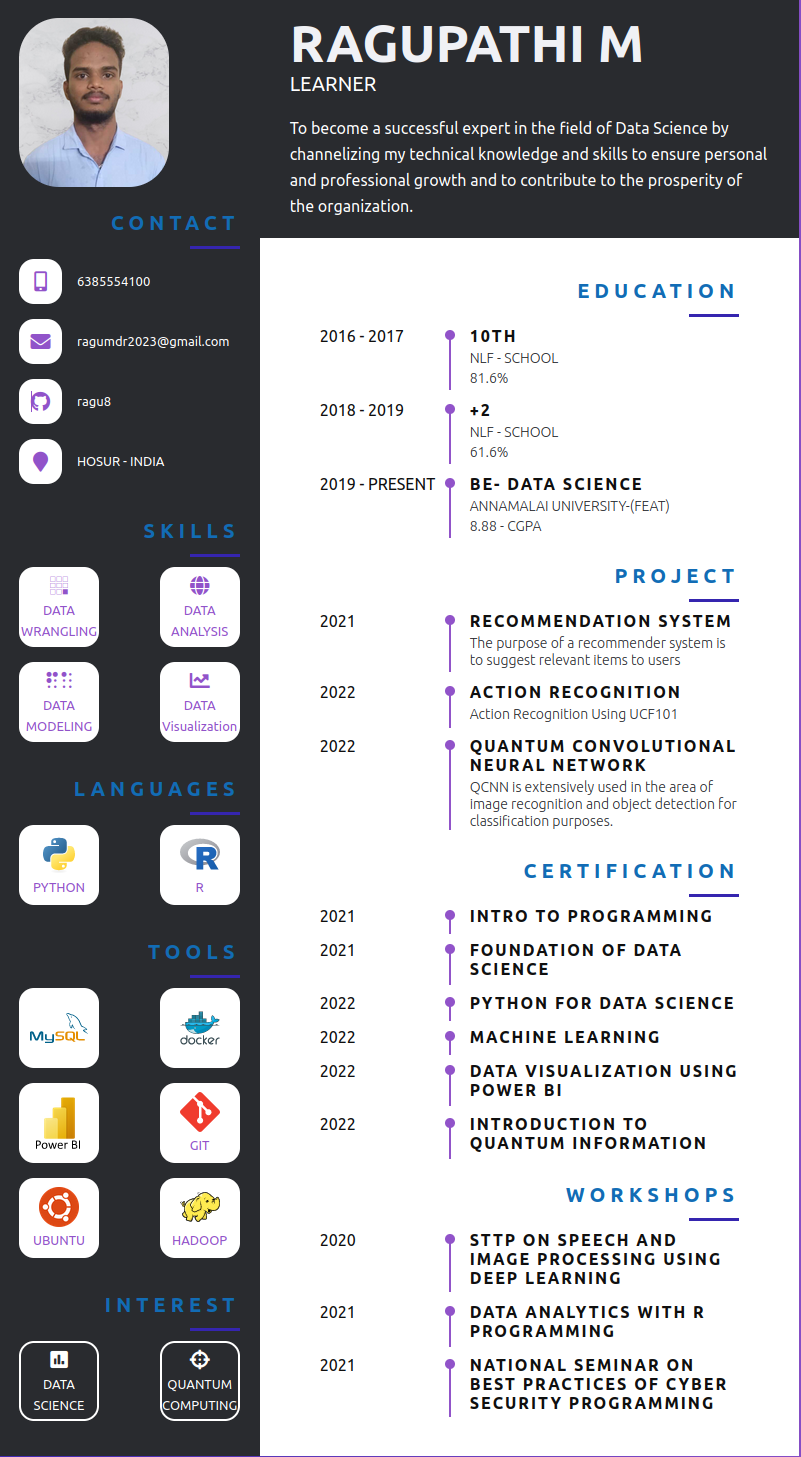 RAGUPATHI M
LEARNER
To become a successful expert in the field of Data Science by
channelizing my technical knowledge and skills to ensure personal
and professional growth and to contribute to the prosperity of
the organization.
CONTACT
6385554100
ragumdr2023@gmail.com
ragu8
HOSUR - INDIA
SKILLS
DATA
WRANGLING
DATA
ANALYSIS
DATA
MODELING
DATA
Visualization
LANGUAGES
PYTHON
R
R
TOOLS
MySQL
docker
Power BI
GIT
UBUNTU
HADOOP
INTEREST
DATA
SCIENCE
QUANTUM
COMPUTING
EDUCATION
2016 - 2017
10TH
NLF - SCHOOL
81.6%
2018 - 2019
+2
NLF - SCHOOL
61.6%
2019 - PRESENT
BE- DATA SCIENCE
ANNAMALAI UNIVERSITY-(FEAT)
8.88 - CGPA
PROJECT
2021
RECOMMENDATION SYSTEM
The purpose of a recommender system is
to suggest relevant items to users
2022
ACTION RECOGNITION
Action Recognition Using UCF101
2022
QUANTUM CONVOLUTIONAL
NEURAL NETWORK
QCNN is extensively used in the area of
image recognition and object detection for
classification purposes.
CERTIFICATION
2021
INTRO TO PROGRAMMING
2021
FOUNDATION OF DATA
SCIENCE
2022
PYTHON FOR DATA SCIENCE
2022
MACHINE LEARNING
2022
DATA VISUALIZATION USING
POWER BI
2022
INTRODUCTION TO
QUANTUM INFORMATION
WORKSHOPS
2020
STTP ON SPEECH AND
IMAGE PROCESSING USING
DEEP LEARNING
2021
DATA ANALYTICS WITH R
PROGRAMMING
2021
NATIONAL SEMINAR ON
BEST PRACTICES OF CYBER
SECURITY PROGRAMMING